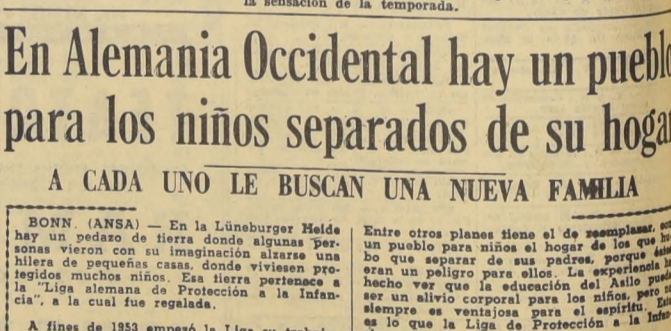 la sensación de la temporada.
En Alemania Occidental hay un pueblo
para los niños separados de su hogar
A CADA UNO LE BUSCAN UNA NUEVA FAMILIA
BONN. (ANSA) — En la Lüneburger Heide
hay un pedazo de tierra donde algunas per-
sonas vieron con su imaginación alzarse una
hilera de pequeñas casas, donde viviesen pro-
tegidos muchos niños. Esa tierra pertenece a
la "Liga alemana de Protección a la Infan-
cia", a la cual fue regalada.
A fines de 1953 empezó la Liga su
Entre otros planes tiene el de reemplazar,
un pueblo para niños el hogar de los que
bo que separar de sus padres, porque
eran un peligro para ellos. La experiencia
hecho ver que la educación del Asilo
ser un alivio corporal para los niños, pero
siempre es ventajosa para el espíritu.
es lo que la Liga de Protección a la